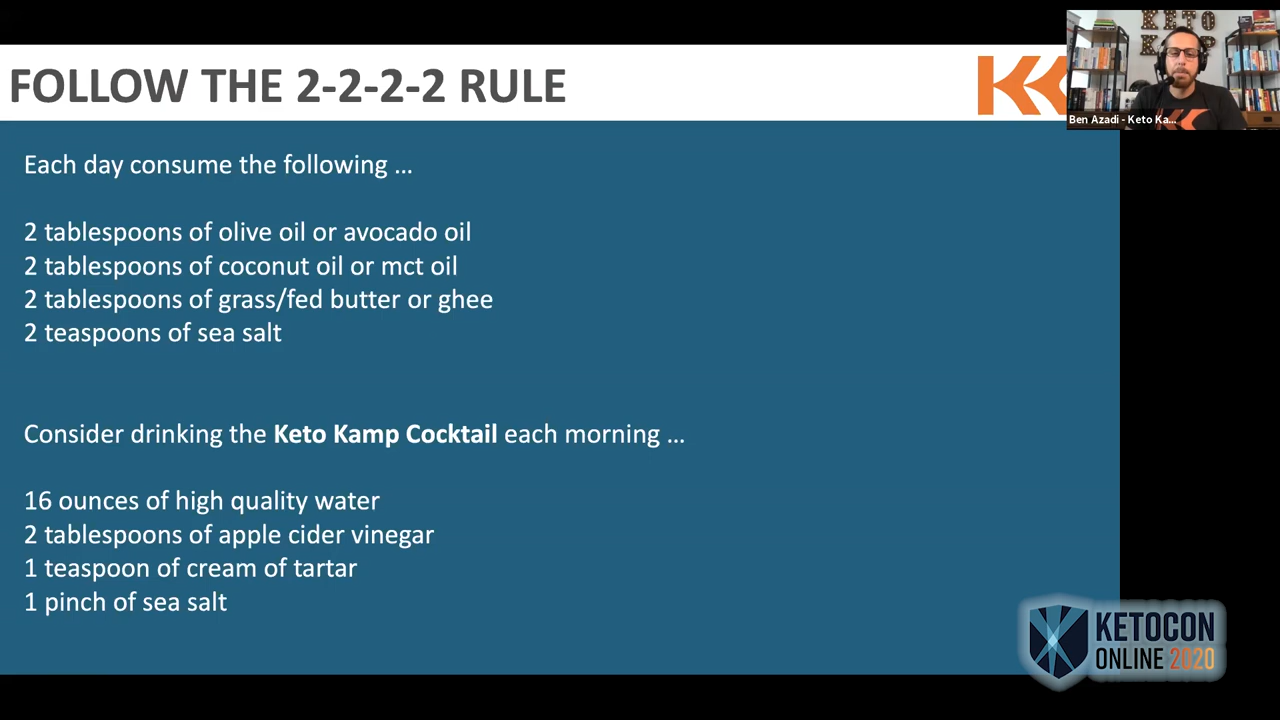 FOLLOW THE 2-2-2-2 RULE
KETO
KAMP
Ben Azadi - Keto Ka...
Each day consume the following ...
2 tablespoons of olive oil or avocado oil
2 tablespoons of coconut oil or mct oil
2 tablespoons of grass/fed butter or ghee
2 teaspoons of sea salt
Consider drinking the Keto Kamp Cocktail each morning ...
16 ounces of high quality water
2 tablespoons of apple cider vinegar
1 teaspoon of cream of tartar
1 pinch of sea salt
KETOCON
ONLINE 2020